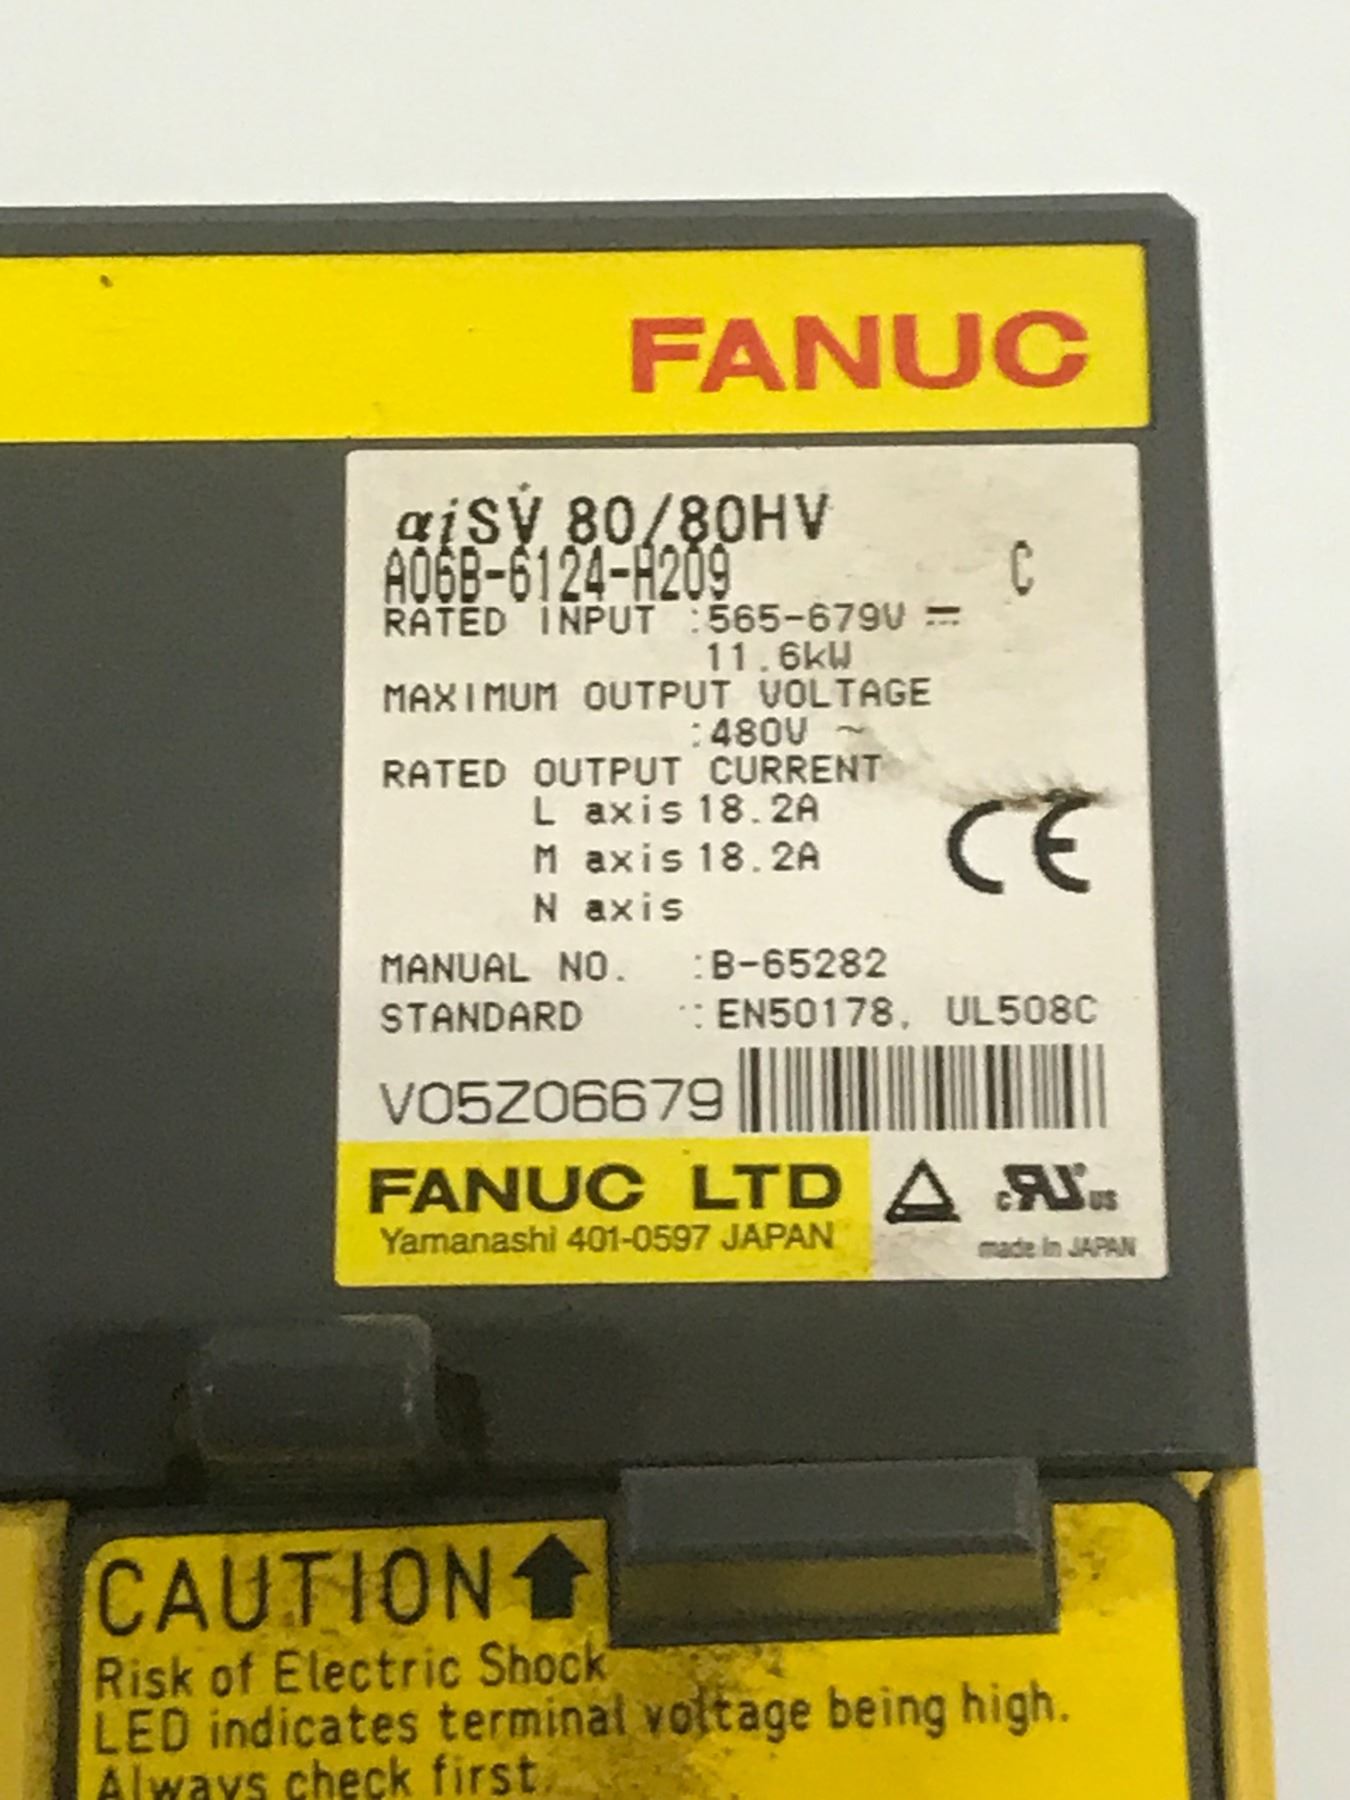 FANUC
αiSV 80/80HV
A06B-6124-H209 C
RATED INPUT :565-679V ⎓
11.6kW
MAXIMUM OUTPUT VOLTAGE
:480V ~
RATED OUTPUT CURRENT
L axis 18.2A
M axis 18.2A
N axis
MANUAL NO. :B-65282
STANDARD :EN50178, UL508C
V05Z06679
FANUC LTD
Yamanashi 401-0597 JAPAN
c RU US
made in JAPAN
CE
CAUTION
Risk of Electric Shock
LED indicates terminal voltage being high.
Always check first.